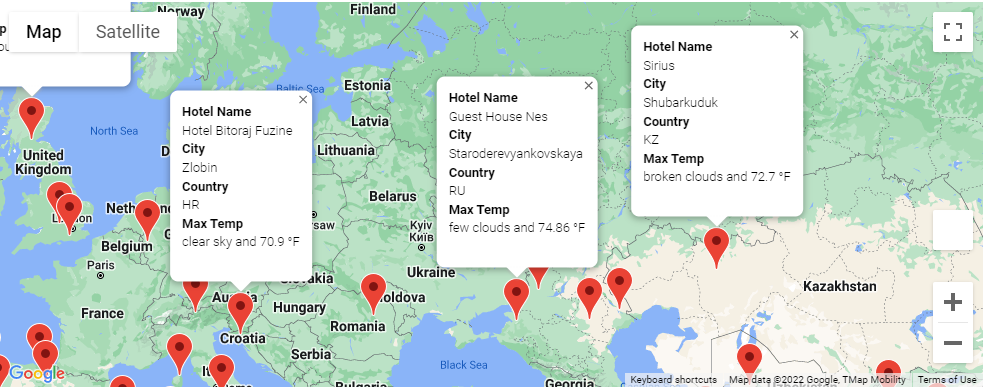 Map
Satellite
Norway
Finland
Baltic Sea
Estonia
Latvia
Lithuania
North Sea
United
Kingdom
Belgium
Paris
France
Belarus
Kyiv
Київ
Ukraine
Hungary
Romania
Croatia
Serbia
Bulgaria
Black Sea
Georgia
Kazakhstan
Hotel Name
Hotel Bitoraj Fuzine
City
Zlobin
Country
HR
Max Temp
clear sky and 70.9 °F
Hotel Name
Guest House Nes
City
Staroderevyankovskaya
Country
RU
Max Temp
few clouds and 74.86 °F
Hotel Name
Sirius
City
Shubarkuduk
Country
KZ
Max Temp
broken clouds and 72.7 °F
Google
Keyboard shortcuts
Map data ©2022 Google, TMap Mobility
Terms of Use